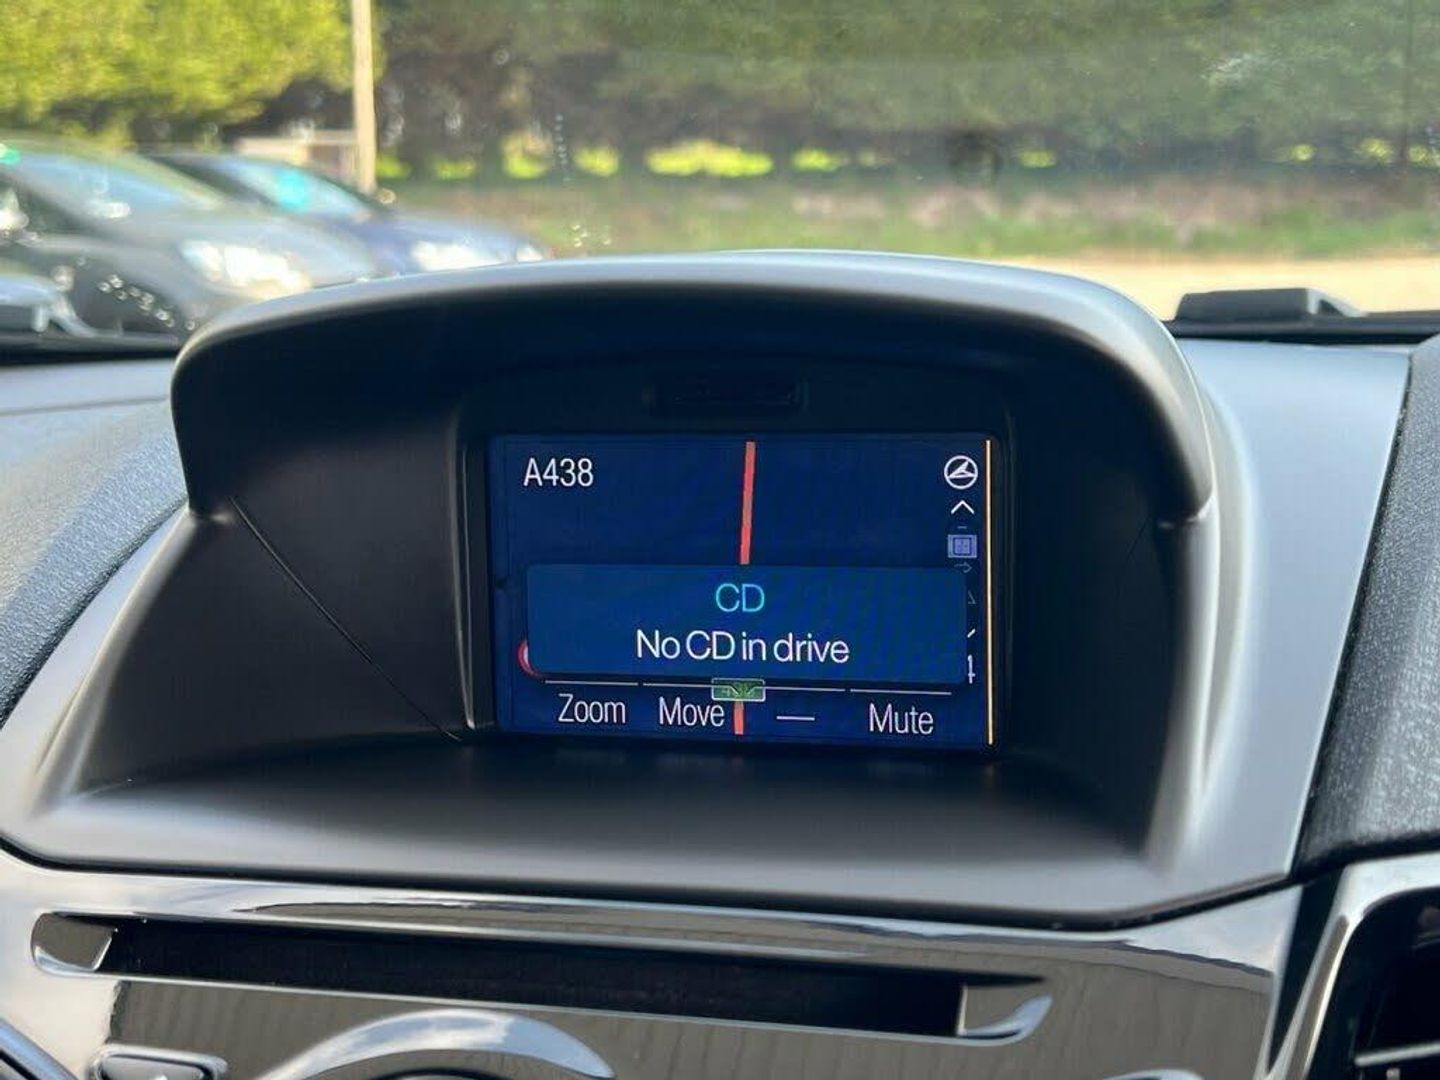 A438
CD
No CD in drive
Zoom Move — Mute